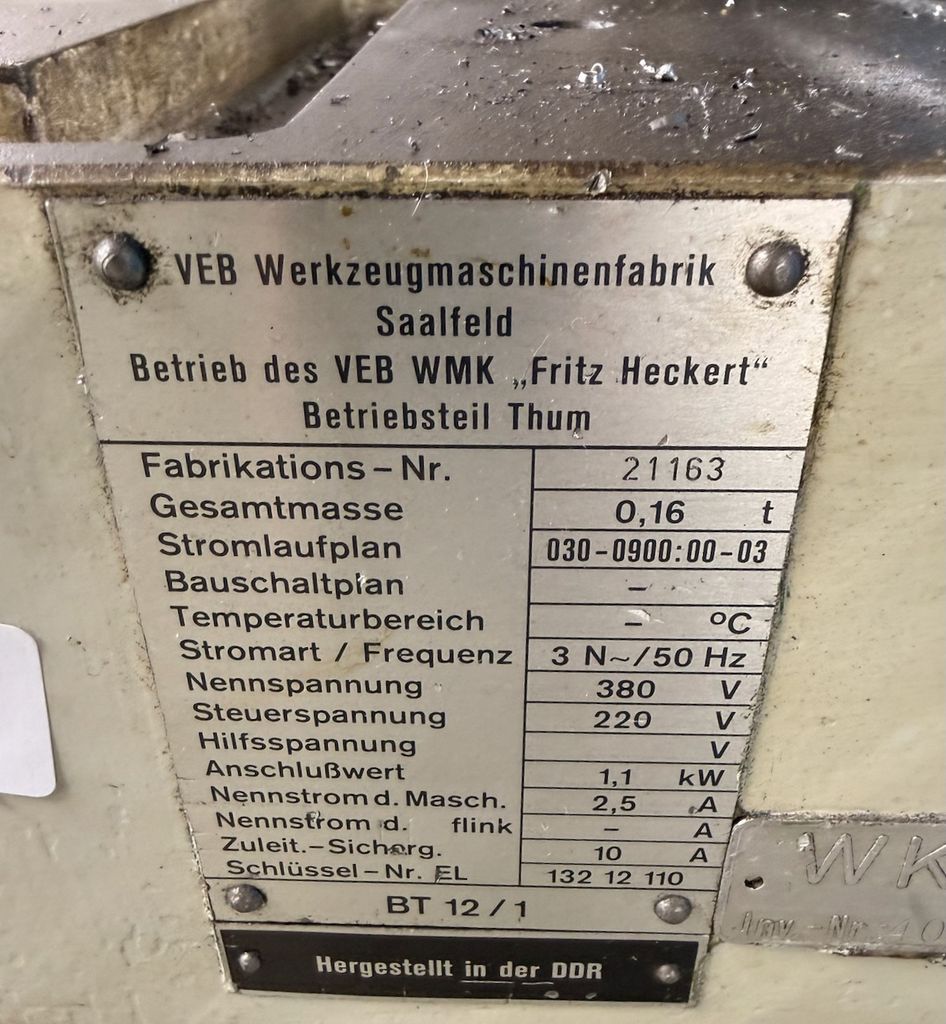 VEB Werkzeugmaschinenfabrik
Saalfeld
Betrieb des VEB WMK „Fritz Heckert“
Betriebsteil Thum
Fabrikations-Nr. 21163
Gesamtmasse 0,16 t
Stromlaufplan 030-0900:00-03
Bauschaltplan –
Temperaturbereich – °C
Stromart / Frequenz 3 N~/50 Hz
Nennspannung 380 V
Steuerspannung 220 V
Hilfsspannung V
Anschlußwert 1,1 kW
Nennstrom d. Masch. 2,5 A
Nennstrom d. flink – A
Zuleit.-Sicherg. 10 A
Schlüssel-Nr. EL 132 12 110
BT 12/1
Hergestellt in der DDR
WK
Inv.-Nr.